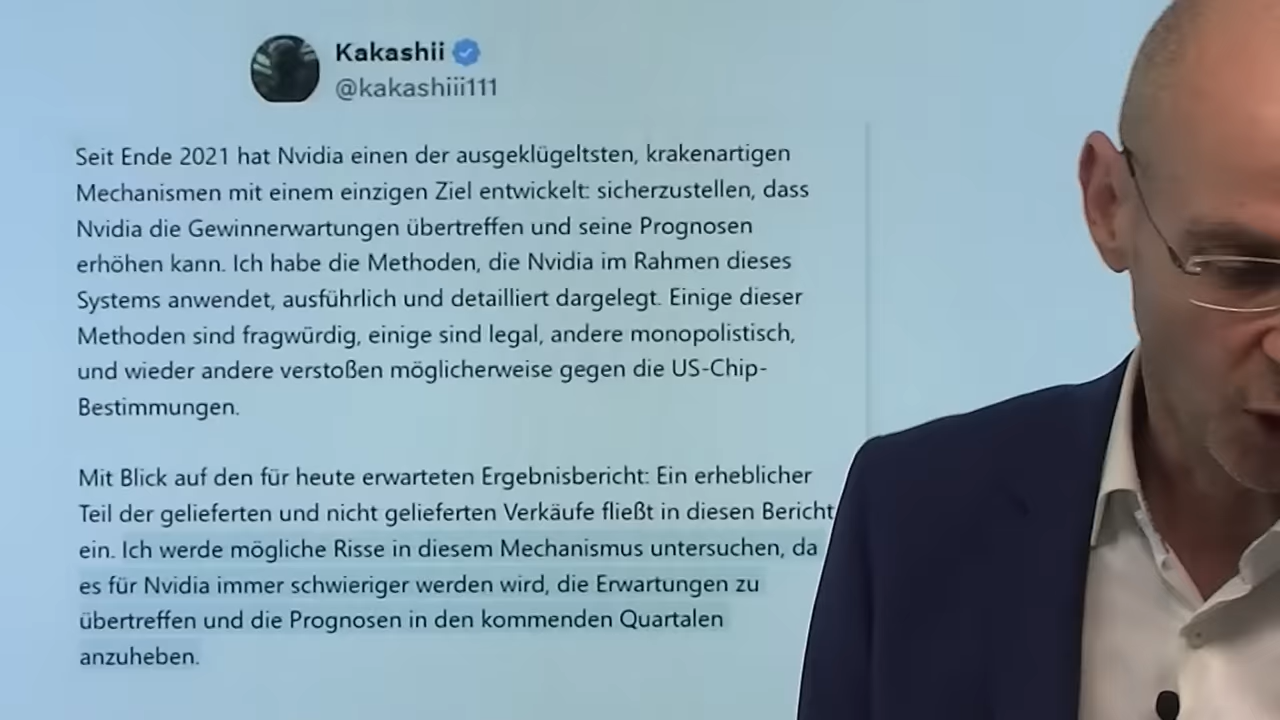 Kakashii
@kakashiii111
Seit Ende 2021 hat Nvidia einen der ausgeklügeltsten, krakenartigen
Mechanismen mit einem einzigen Ziel entwickelt: sicherzustellen, dass
Nvidia die Gewinnerwartungen übertreffen und seine Prognosen
erhöhen kann. Ich habe die Methoden, die Nvidia im Rahmen dieses
Systems anwendet, ausführlich und detailliert dargelegt. Einige dieser
Methoden sind fragwürdig, einige sind legal, andere monopolistisch,
und wieder andere verstoßen möglicherweise gegen die US-Chip-
Bestimmungen.
Mit Blick auf den für heute erwarteten Ergebnisbericht: Ein erheblicher
Teil der gelieferten und nicht gelieferten Verkäufe fließt in diesen Bericht
ein. Ich werde mögliche Risse in diesem Mechanismus untersuchen, da
es für Nvidia immer schwieriger werden wird, die Erwartungen zu
übertreffen und die Prognosen in den kommenden Quartalen
anzuheben.